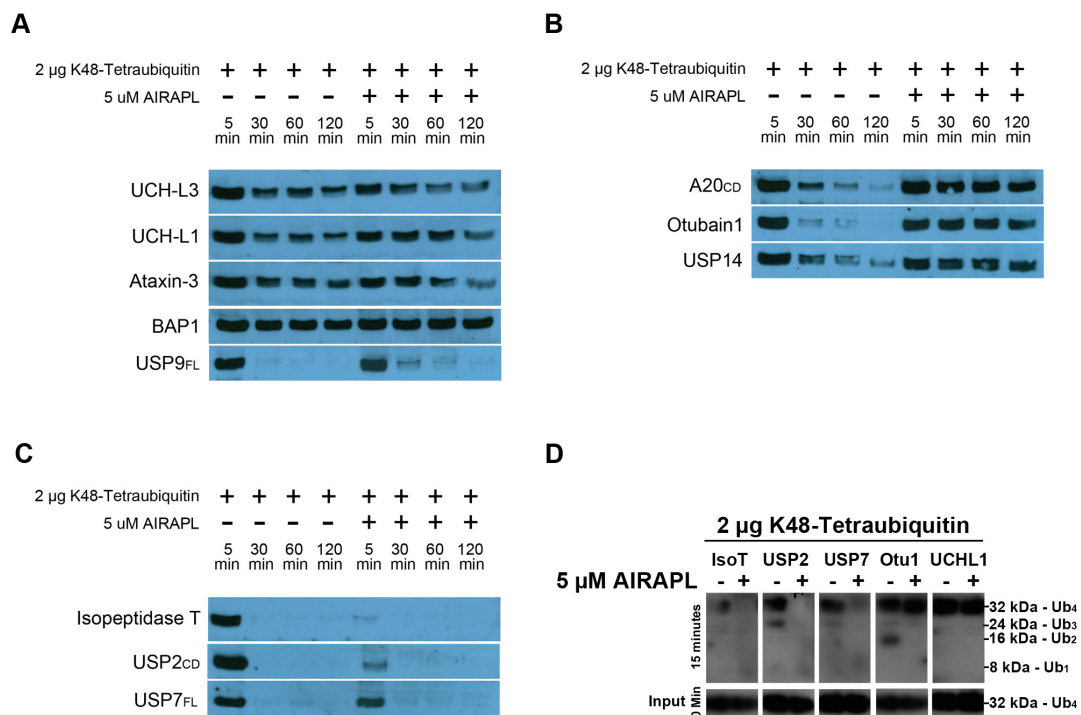 A
2 μg K48-Tetraubiquitin + + + + + + + +
5 uM AIRAPL - - - - + + + +
5 30 60 120 5 30 60 120
min min min min min min min min
UCH-L3
UCH-L1
Ataxin-3
BAP1
USP9FL
B
2 μg K48-Tetraubiquitin + + + + + + + +
5 uM AIRAPL - - - - + + + +
5 30 60 120 5 30 60 120
min min min min min min min min
A20CD
Otubain1
USP14
C
2 μg K48-Tetraubiquitin + + + + + + + +
5 uM AIRAPL - - - - + + + +
5 30 60 120 5 30 60 120
min min min min min min min min
Isopeptidase T
USP2CD
USP7FL
D
2 μg K48-Tetraubiquitin
IsoT USP2 USP7 Otu1 UCHL1
5 μM AIRAPL - + - + - + - + - +
15 minutes
32 kDa - Ub4
24 kDa - Ub3
16 kDa - Ub2
8 kDa - Ub1
Input
0 Min
32 kDa - Ub4